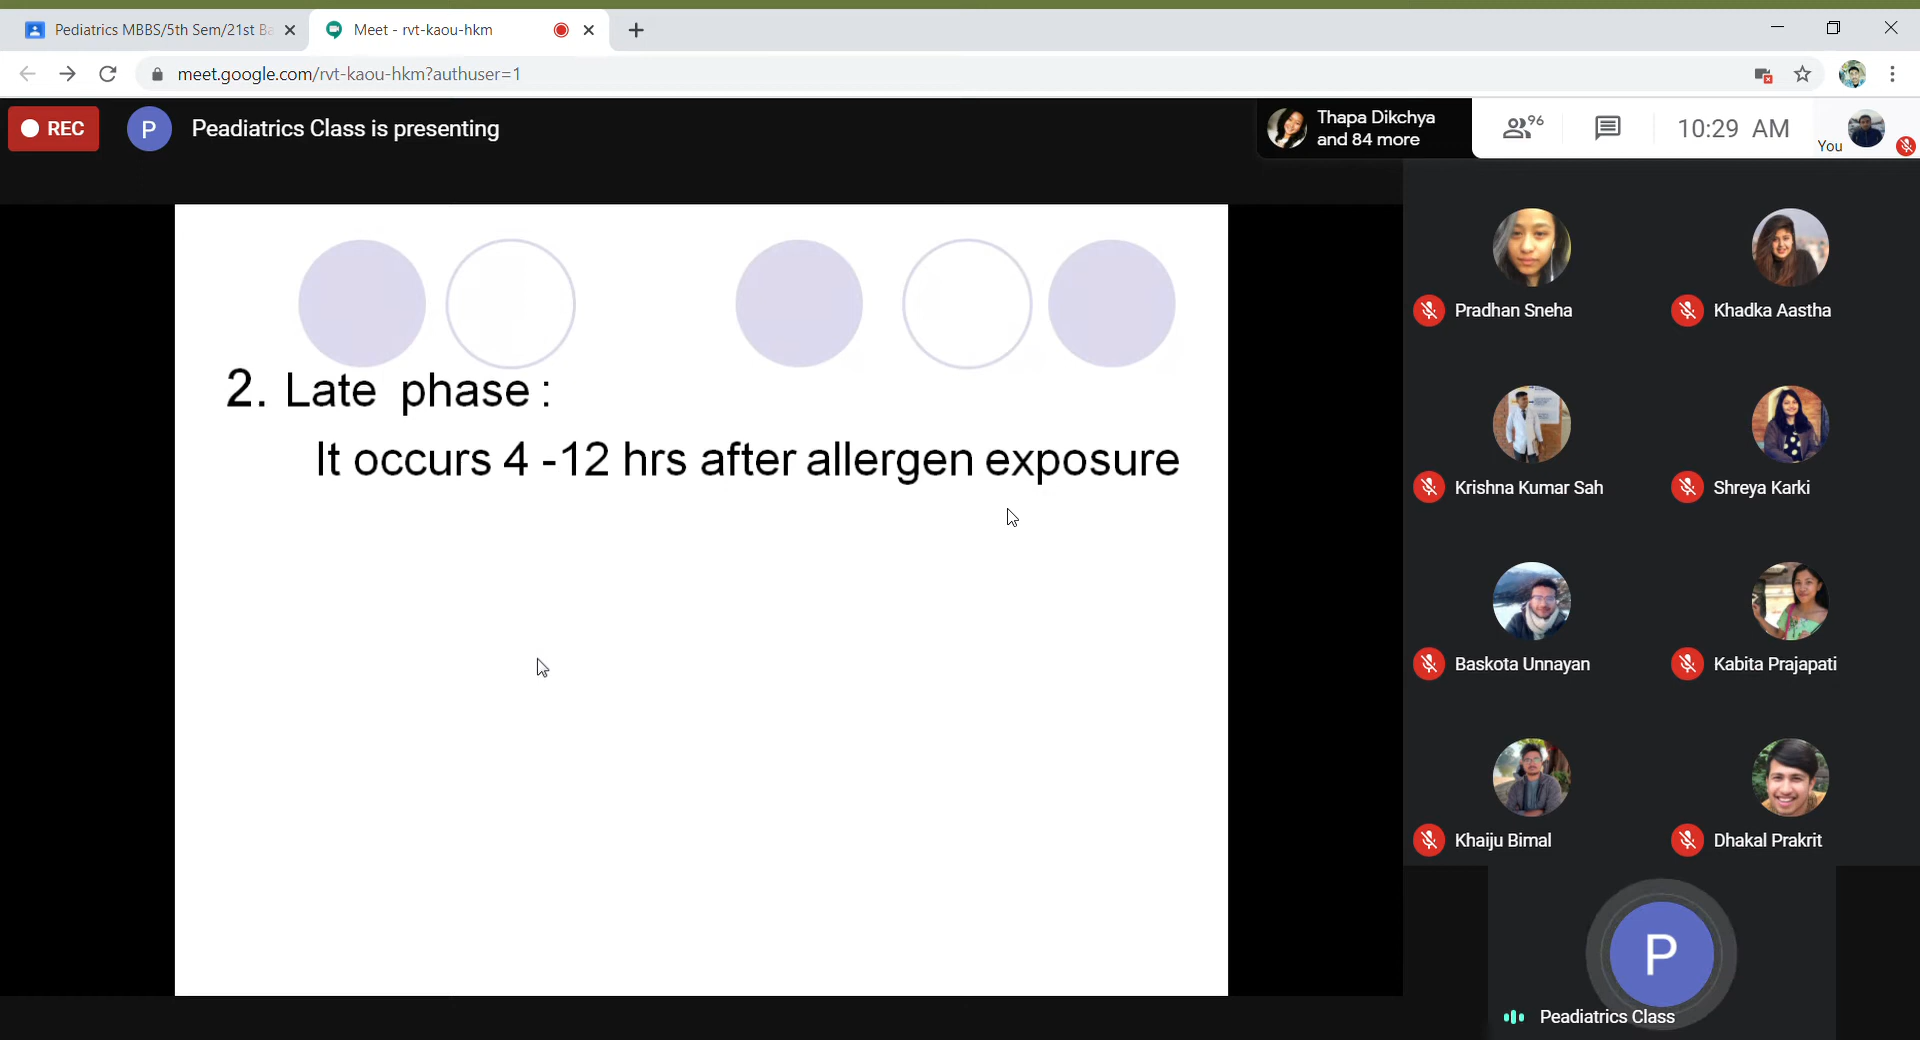 Pediatrics MBBS/5th Sem/21st Ba
Meet - rvt-kaou-hkm
meet.google.com/rvt-kaou-hkm?authuser=1
REC
P
Peadiatrics Class is presenting
Thapa Dikchya
and 84 more
96
10:29 AM
You
2. Late phase :
It occurs 4 -12 hrs after allergen exposure
Pradhan Sneha
Khadka Aastha
Krishna Kumar Sah
Shreya Karki
Baskota Unnayan
Kabita Prajapati
Khaiju Bimal
Dhakal Prakrit
P
Peadiatrics Class